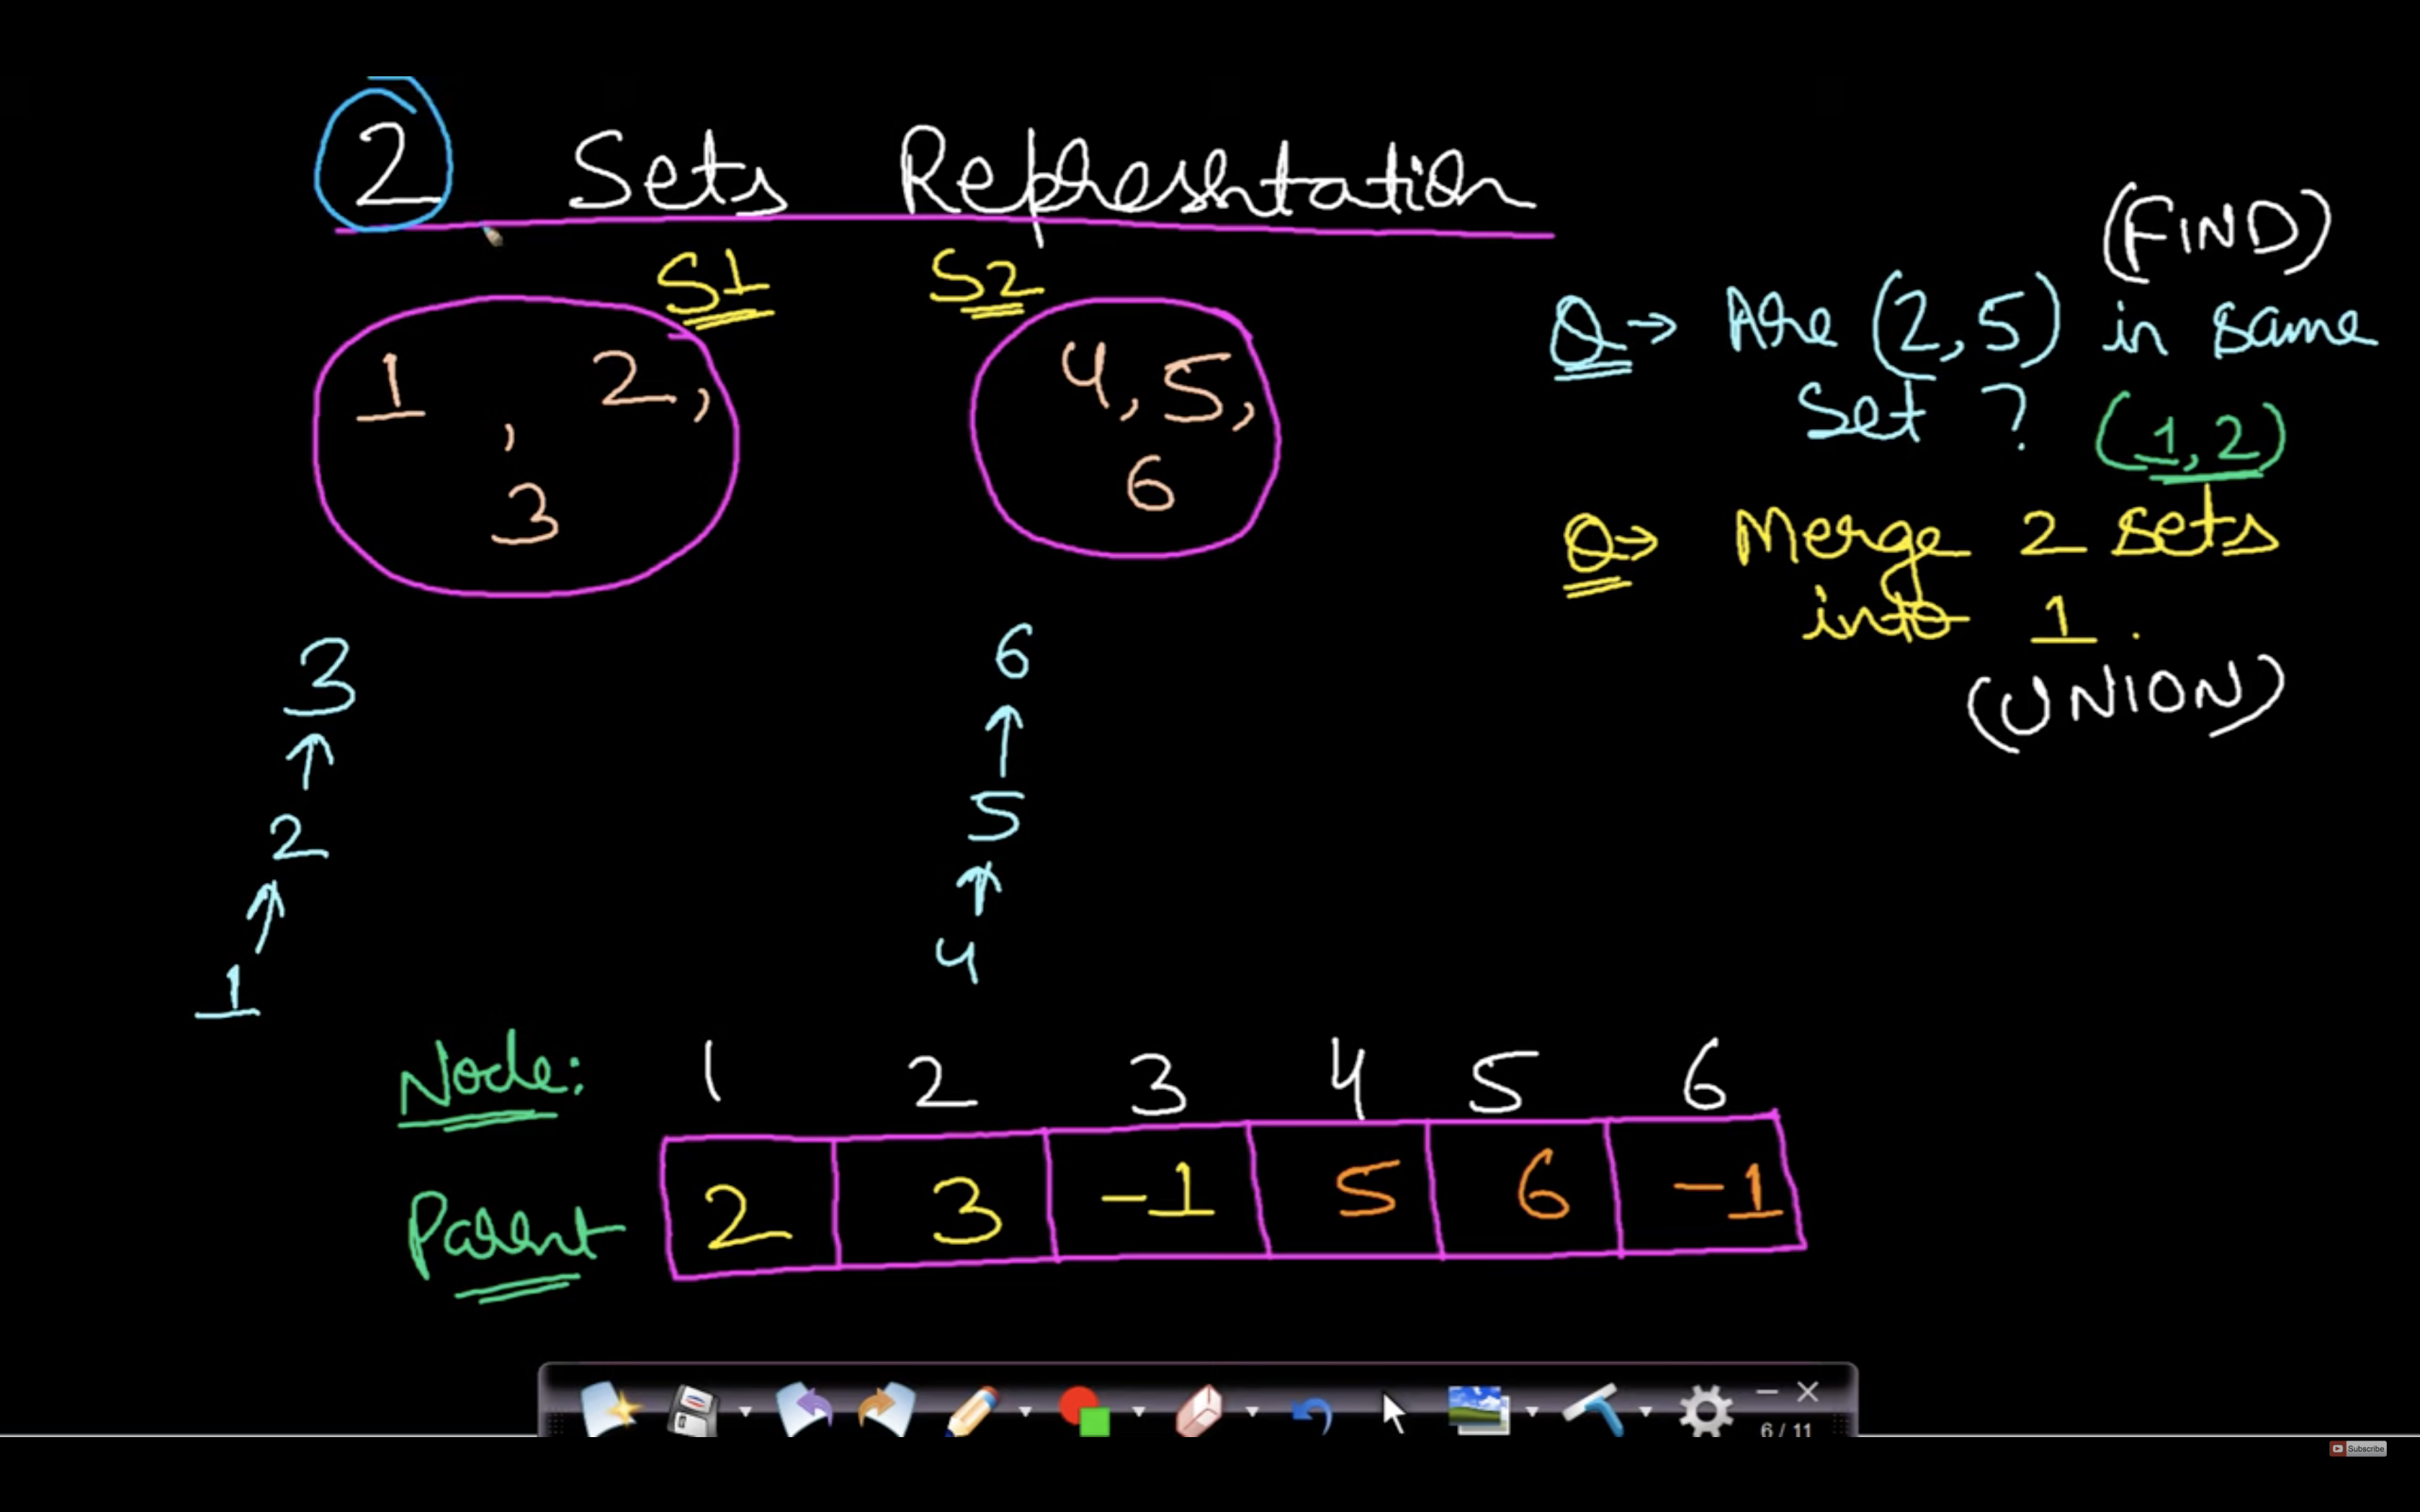 2 Sets Representation
(FIND)
S1 S2
Q→ Are (2,5) in same
Set ? (1,2)
1 , 2,
3
4, 5,
6
Q→ Merge 2 sets
into 1.
(UNION)
3
↑
2
↑
1
6
↑
5
↑
4
Node: 1 2 3 4 5 6
Parent 2 3 -1 5 6 -1
6 / 11
Subscribe